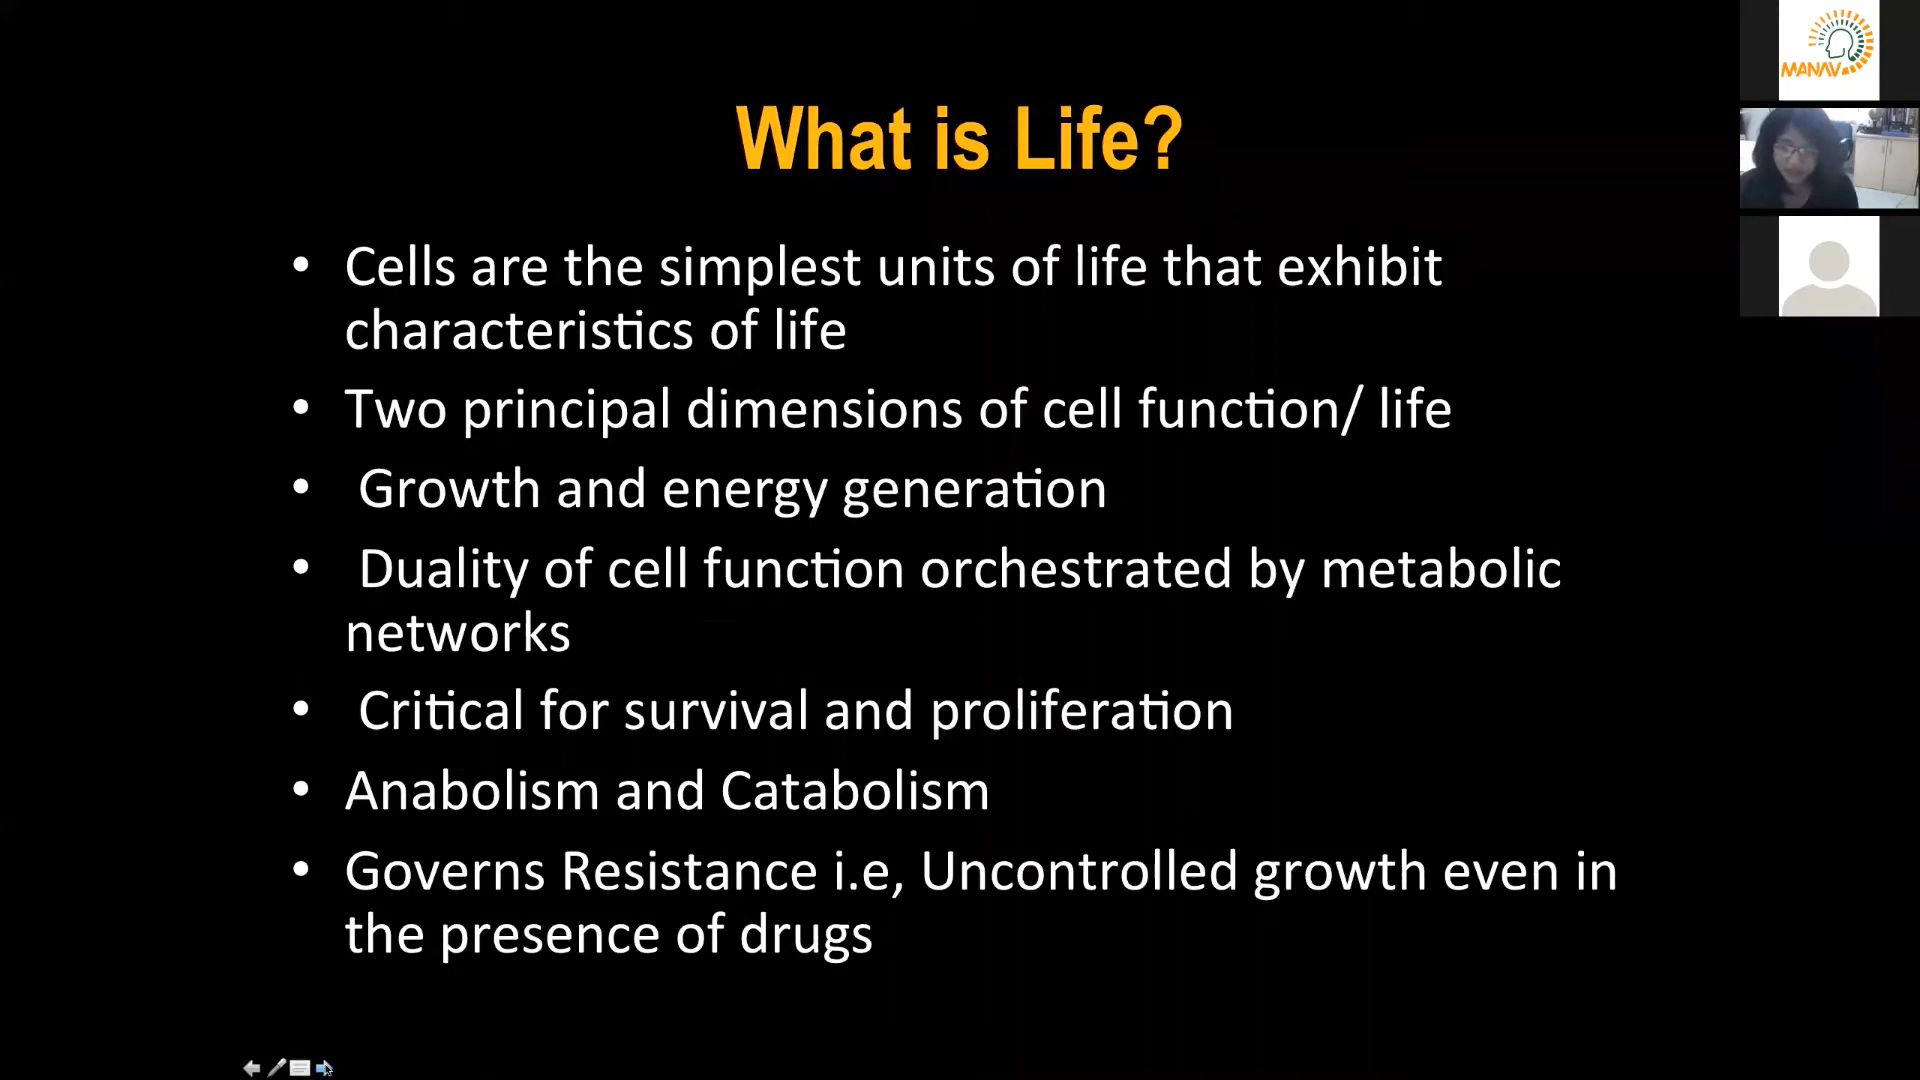 What is Life?
• Cells are the simplest units of life that exhibit
characteristics of life
• Two principal dimensions of cell function/ life
• Growth and energy generation
• Duality of cell function orchestrated by metabolic
networks
• Critical for survival and proliferation
• Anabolism and Catabolism
• Governs Resistance i.e, Uncontrolled growth even in
the presence of drugs
MANAV